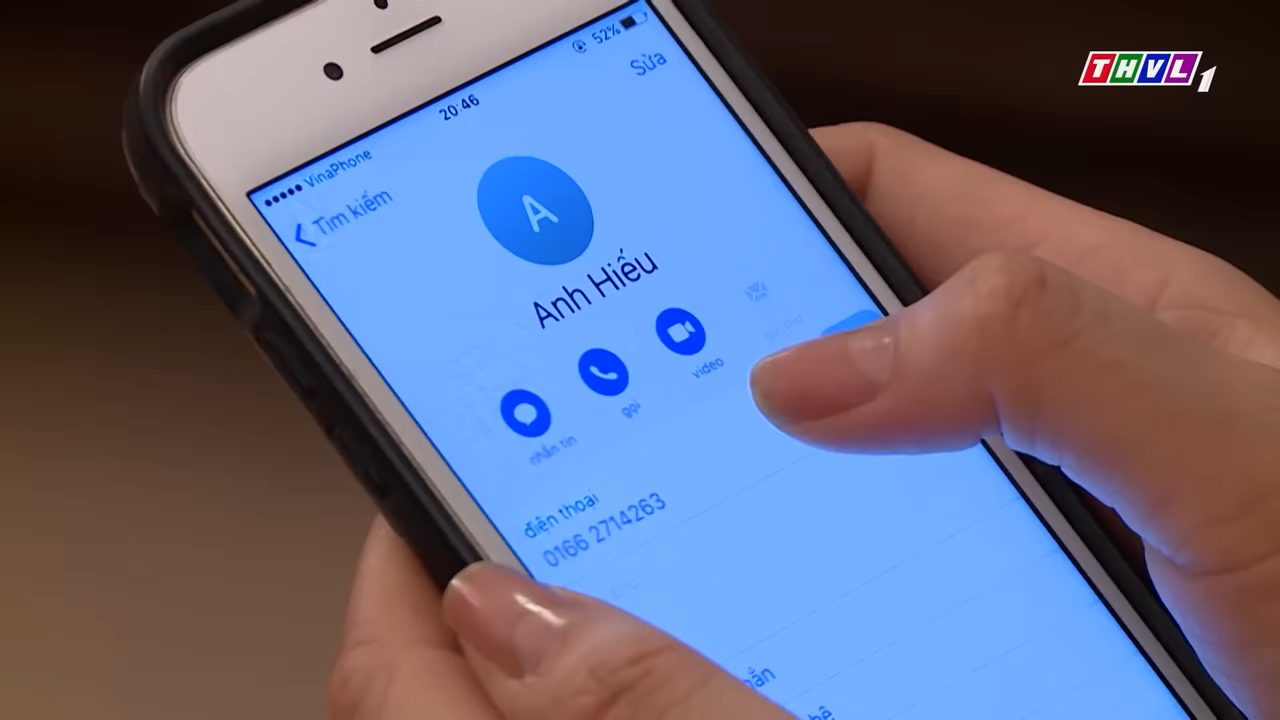 THVL1
VinaPhone
20:46
52%
Tìm kiếm
Sửa
A
Anh Hiếu
nhắn tin
gọi
video
điện thoại
0166 2714263